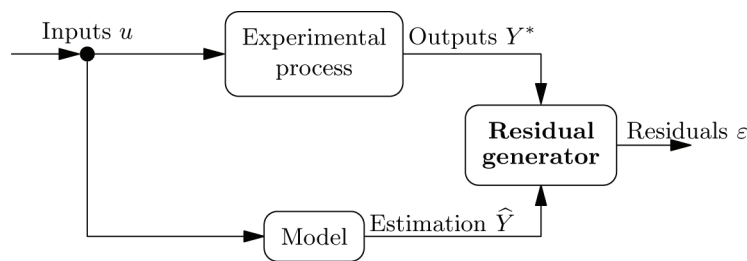 Inputs u
Experimental
process
Outputs Y*
Residual
generator
Residuals ε
Model
Estimation Ŷ